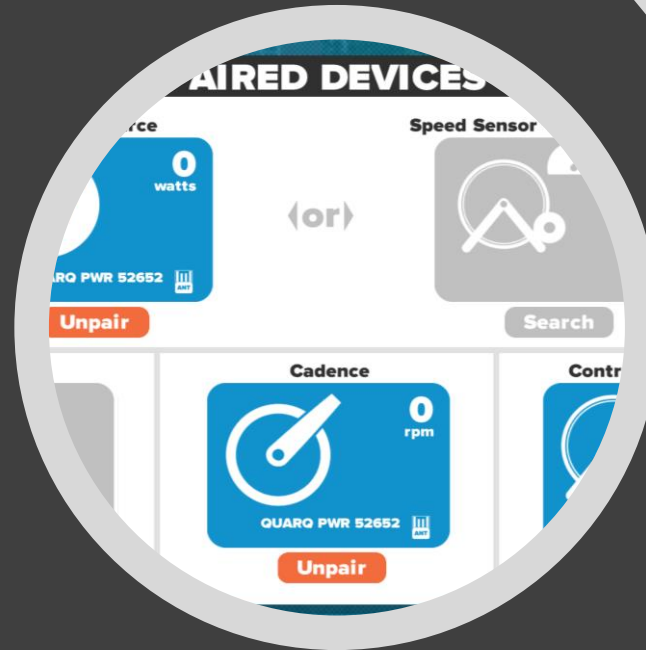 AIRED DEVICES
rce
Speed Sensor
0
watts
(or)
RQ PWR 52652
ANT
Unpair
Search
Cadence
Contr
0
rpm
QUARQ PWR 52652
ANT
Unpair